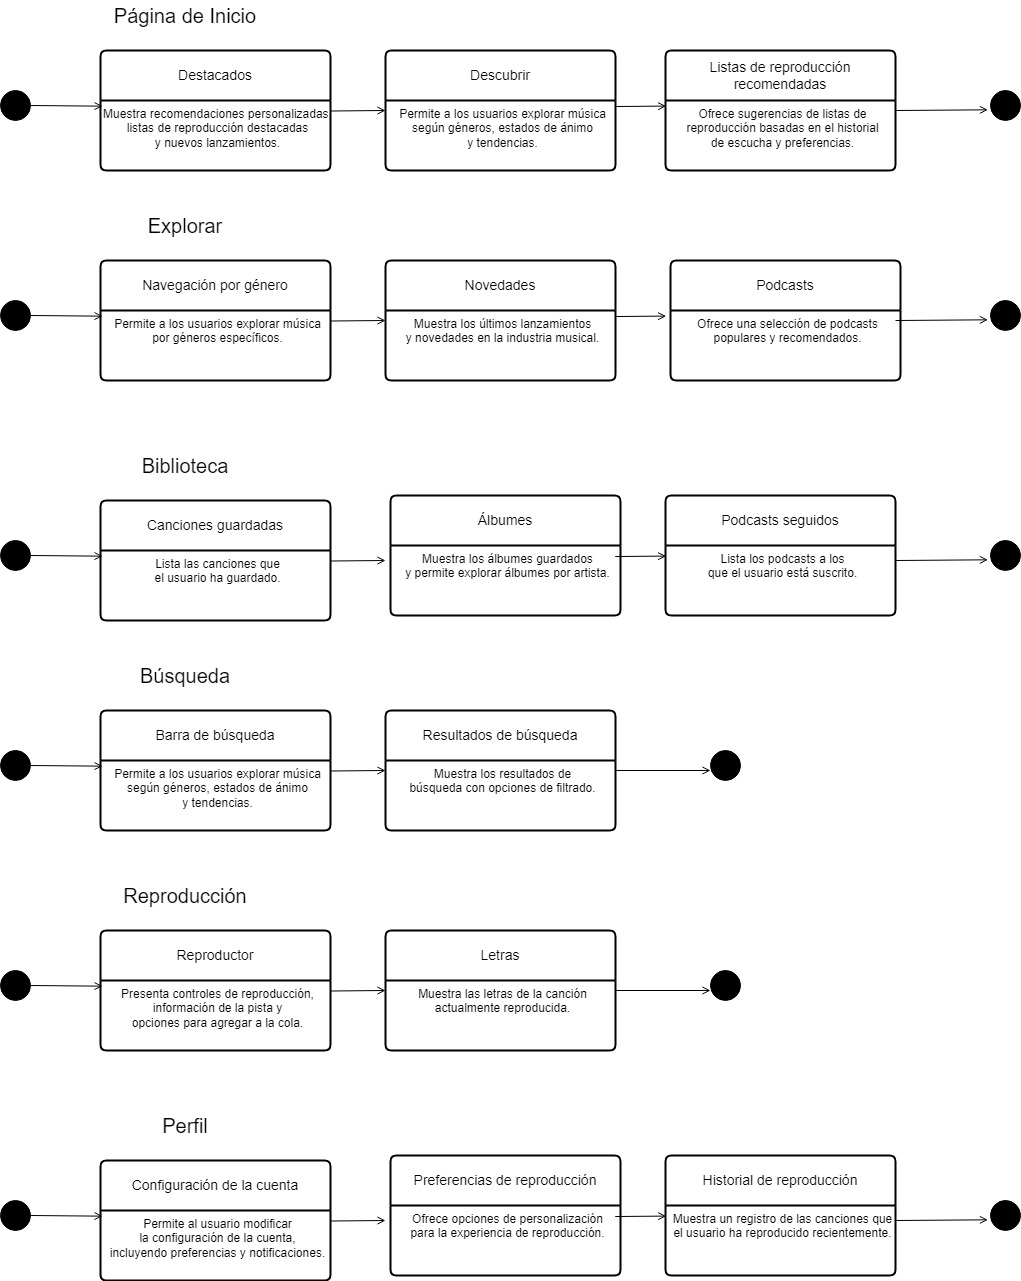 Página de Inicio
Destacados
Muestra recomendaciones personalizadas
listas de reproducción destacadas
y nuevos lanzamientos.
Descubrir
Permite a los usuarios explorar música
según géneros, estados de ánimo
y tendencias.
Listas de reproducción
recomendadas
Ofrece sugerencias de listas de
reproducción basadas en el historial
de escucha y preferencias.
Explorar
Navegación por género
Permite a los usuarios explorar música
por géneros específicos.
Novedades
Muestra los últimos lanzamientos
y novedades en la industria musical.
Podcasts
Ofrece una selección de podcasts
populares y recomendados.
Biblioteca
Canciones guardadas
Lista las canciones que
el usuario ha guardado.
Álbumes
Muestra los álbumes guardados
y permite explorar álbumes por artista.
Podcasts seguidos
Lista los podcasts a los
que el usuario está suscrito.
Búsqueda
Barra de búsqueda
Permite a los usuarios explorar música
según géneros, estados de ánimo
y tendencias.
Resultados de búsqueda
Muestra los resultados de
búsqueda con opciones de filtrado.
Reproducción
Reproductor
Presenta controles de reproducción,
información de la pista y
opciones para agregar a la cola.
Letras
Muestra las letras de la canción
actualmente reproducida.
Perfil
Configuración de la cuenta
Permite al usuario modificar
la configuración de la cuenta,
incluyendo preferencias y notificaciones.
Preferencias de reproducción
Ofrece opciones de personalización
para la experiencia de reproducción.
Historial de reproducción
Muestra un registro de las canciones que
el usuario ha reproducido recientemente.